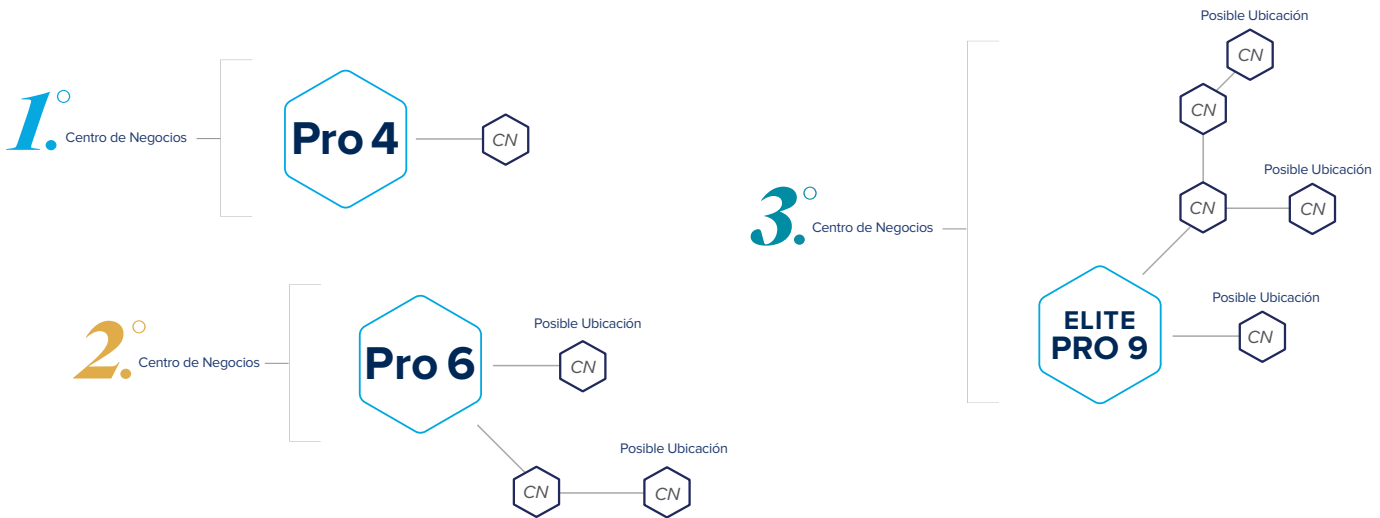 1.°
Centro de Negocios
Pro 4
CN
2.°
Centro de Negocios
Pro 6
Posible Ubicación
CN
CN
Posible Ubicación
CN
3.°
Centro de Negocios
Posible Ubicación
CN
CN
CN
Posible Ubicación
CN
ELITE
PRO 9
Posible Ubicación
CN